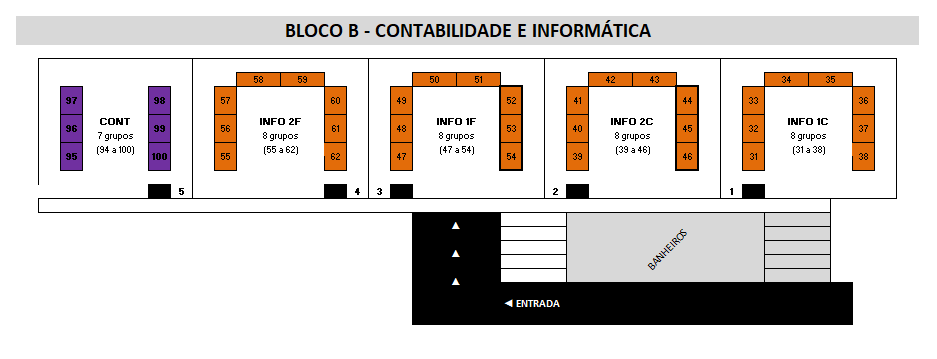 BLOCO B - CONTABILIDADE E INFORMÁTICA
58 59
50 51
42 43
34 35
97 98
57 60
49 52
41 44
33 36
CONT
INFO 2F
INFO 1F
INFO 2C
INFO 1C
96 99
56 61
48 53
40 45
32 37
7 grupos
8 grupos
8 grupos
8 grupos
8 grupos
(94 a 100)
(55 a 62)
(47 a 54)
(39 a 46)
(31 a 38)
95 100
55 62
47 54
39 46
31 38
5 4 3 2 1
BANHEIROS
ENTRADA